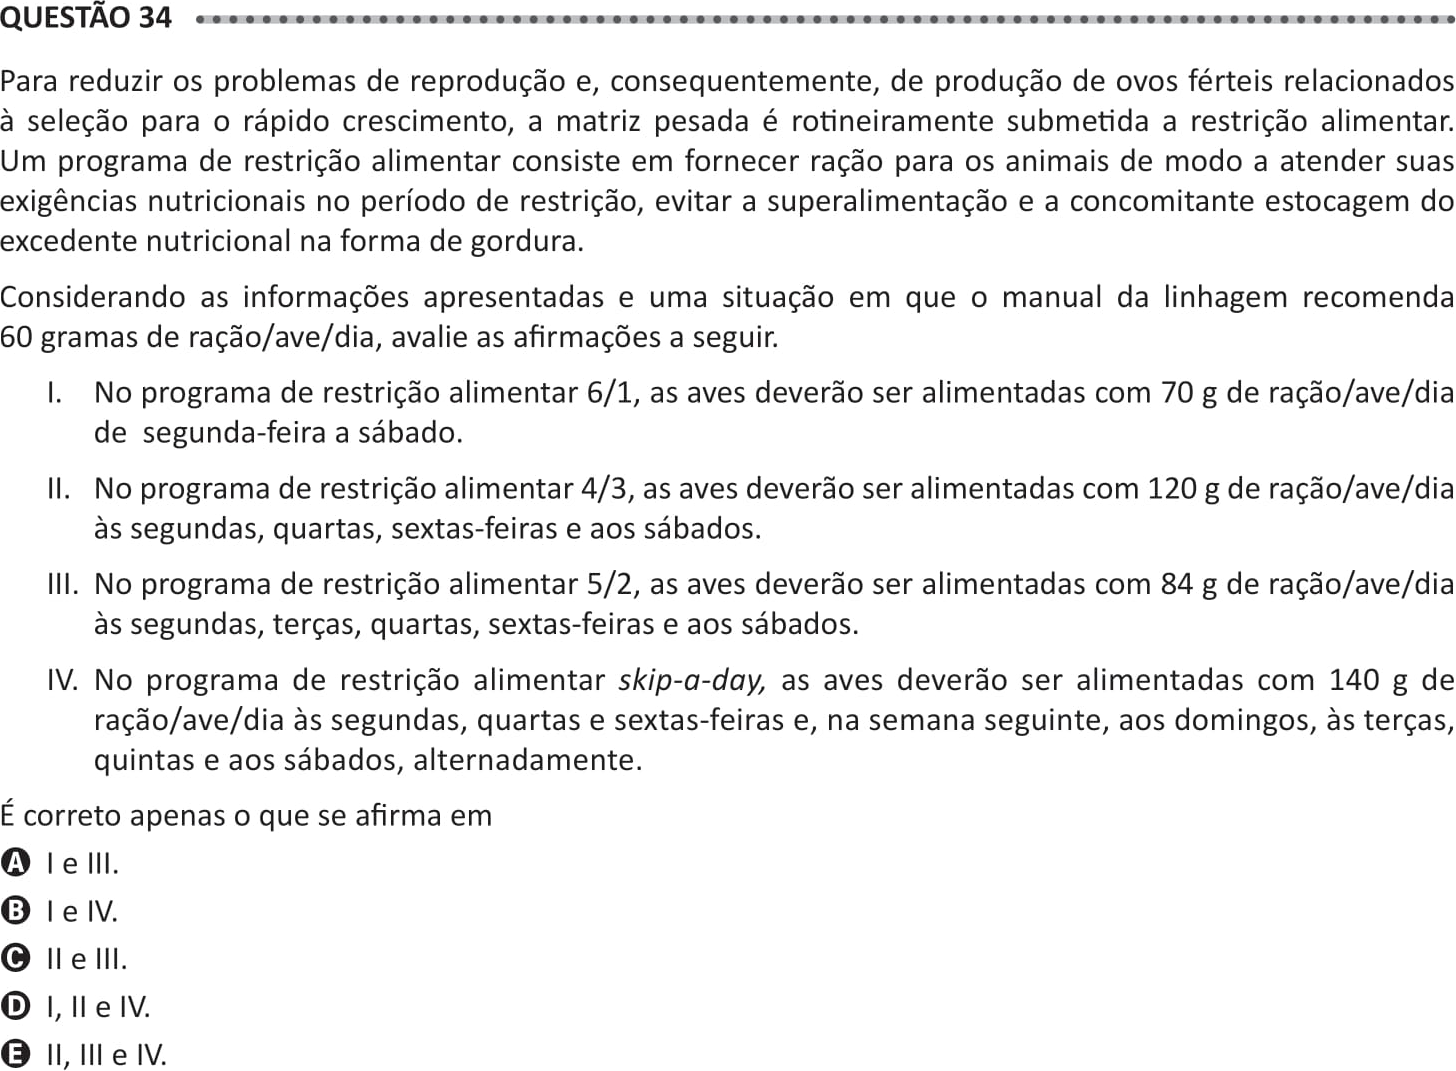 QUESTÃO 34
Para reduzir os problemas de reprodução e, consequentemente, de produção de ovos férteis relacionados
à seleção para o rápido crescimento, a matriz pesada é rotineiramente submetida a restrição alimentar.
Um programa de restrição alimentar consiste em fornecer ração para os animais de modo a atender suas
exigências nutricionais no período de restrição, evitar a superalimentação e a concomitante estocagem do
excedente nutricional na forma de gordura.
Considerando as informações apresentadas e uma situação em que o manual da linhagem recomenda
60 gramas de ração/ave/dia, avalie as afirmações a seguir.
I. No programa de restrição alimentar 6/1, as aves deverão ser alimentadas com 70 g de ração/ave/dia
de segunda-feira a sábado.
II. No programa de restrição alimentar 4/3, as aves deverão ser alimentadas com 120 g de ração/ave/dia
às segundas, quartas, sextas-feiras e aos sábados.
III. No programa de restrição alimentar 5/2, as aves deverão ser alimentadas com 84 g de ração/ave/dia
às segundas, terças, quartas, sextas-feiras e aos sábados.
IV. No programa de restrição alimentar skip-a-day, as aves deverão ser alimentadas com 140 g de
ração/ave/dia às segundas, quartas e sextas-feiras e, na semana seguinte, aos domingos, às terças,
quintas e aos sábados, alternadamente.
É correto apenas o que se afirma em
A I e III.
B I e IV.
C II e III.
D I, II e IV.
E II, III e IV.